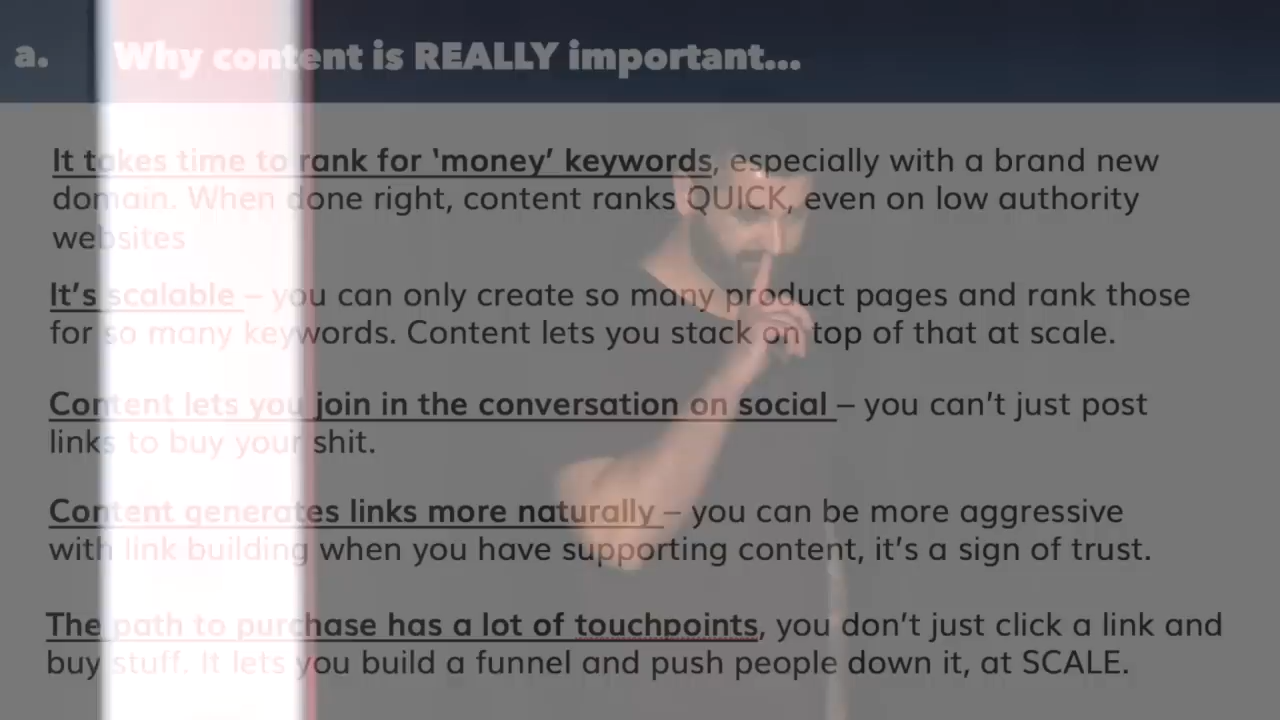 a. Why content is REALLY important...
It takes time to rank for ‘money’ keywords, especially with a brand new
domain. When done right, content ranks QUICK, even on low authority
websites
It’s scalable – you can only create so many product pages and rank those
for so many keywords. Content lets you stack on top of that at scale.
Content lets you join in the conversation on social – you can’t just post
links to buy your shit.
Content generates links more naturally – you can be more aggressive
with link building when you have supporting content, it’s a sign of trust.
The path to purchase has a lot of touchpoints, you don’t just click a link and
buy stuff. It lets you build a funnel and push people down it, at SCALE.